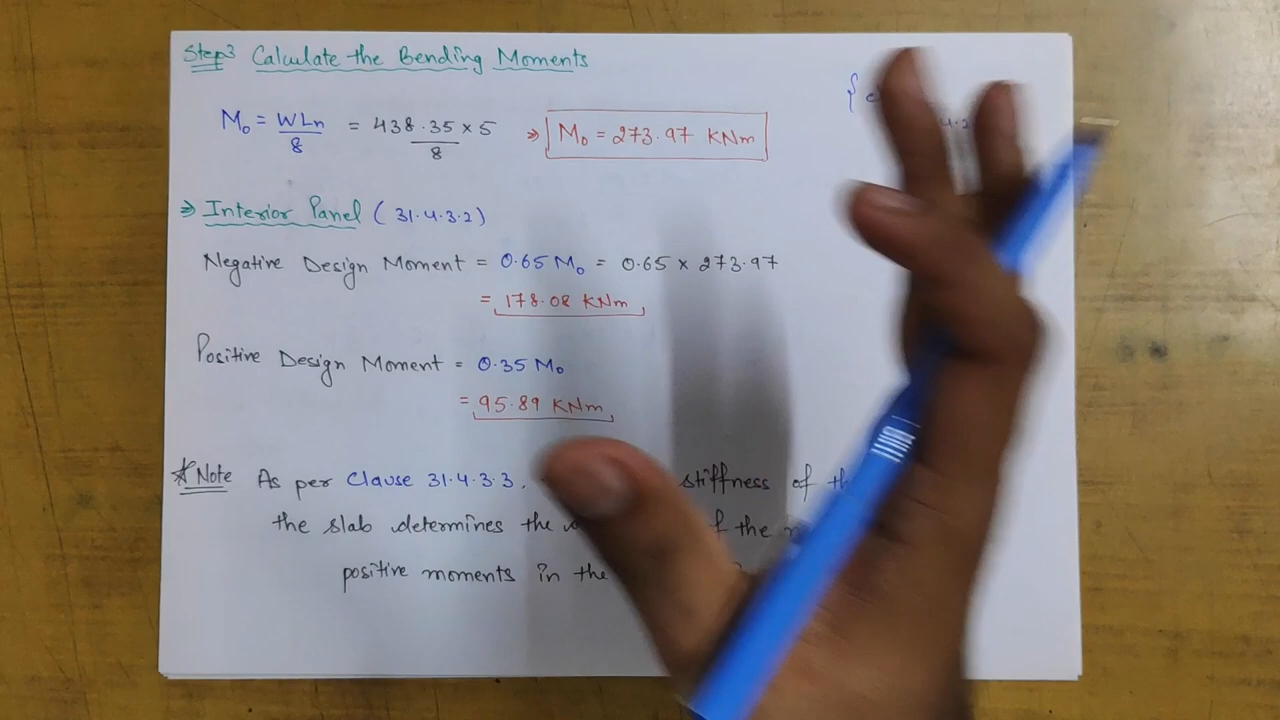 Step3 Calculate the Bending Moments
Mo = WLn/8 = 438.35 x 5/8 ⇒ Mo = 273.97 KNm
⇒ Interior Panel (31.4.3.2)
Negative Design Moment = 0.65 Mo = 0.65 x 273.97
= 178.08 KNm
Positive Design Moment = 0.35 Mo
= 95.89 KNm
*Note As per Clause 31.4.3.3, stiffness of
the slab determines the of the
positive moments in the